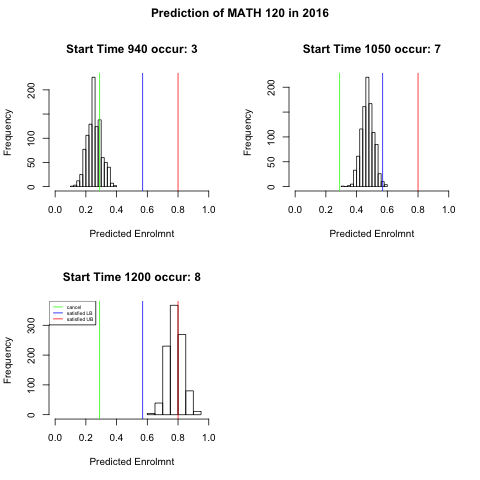 Prediction of MATH 120 in 2016
Start Time 940 occur: 3
Frequency
0 50 100 200
0.0 0.2 0.4 0.6 0.8 1.0
Predicted Enrolmnt
Start Time 1050 occur: 7
Frequency
0 50 100 200
0.0 0.2 0.4 0.6 0.8 1.0
Predicted Enrolmnt
Start Time 1200 occur: 8
cancel
satisfied LB
satisfied UB
Frequency
0 100 200 300
0.0 0.2 0.4 0.6 0.8 1.0
Predicted Enrolmnt